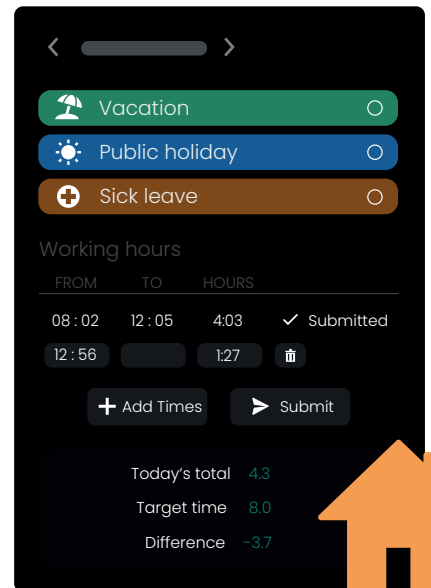 Vacation
Public holiday
Sick leave
Working hours
FROM TO HOURS
08 : 02 12 : 05 4:03 Submitted
12 : 56 1:27
Add Times Submit
Today's total 4.3
Target time 8.0
Difference -3.7